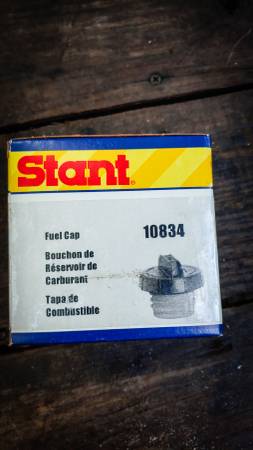 Stant
Fuel Cap
10834
Bouchon de
Réservoir de
Carburant
Tapa de
Combustible